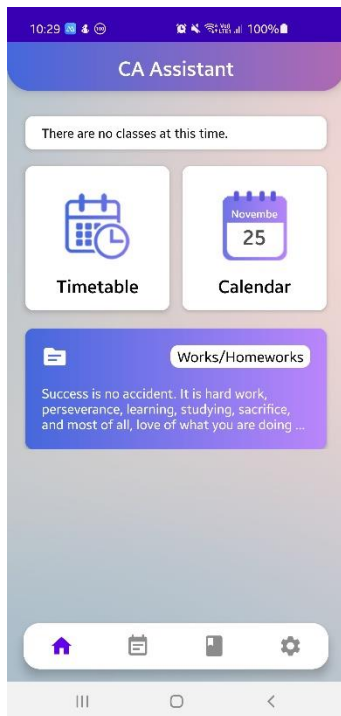 10:29 100%
CA Assistant
There are no classes at this time.
Timetable
Novembe
25
Calendar
Works/Homeworks
Success is no accident. It is hard work,
perseverance, learning, studying, sacrifice,
and most of all, love of what you are doing ...